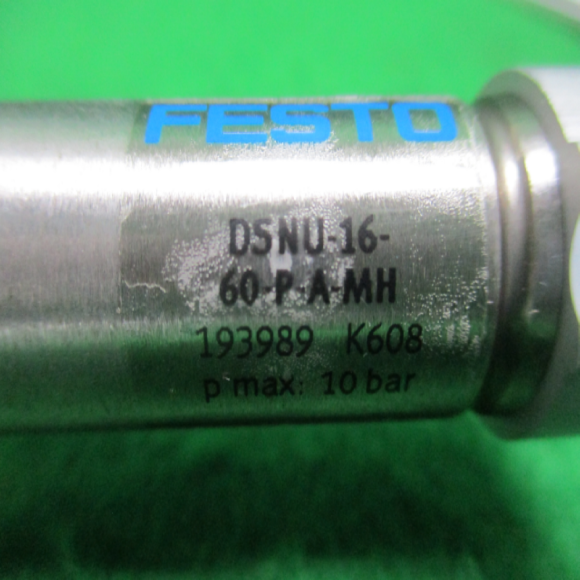 FESTO
DSNU-16-
60-P-A-MH
193989 K608
p max: 10 bar